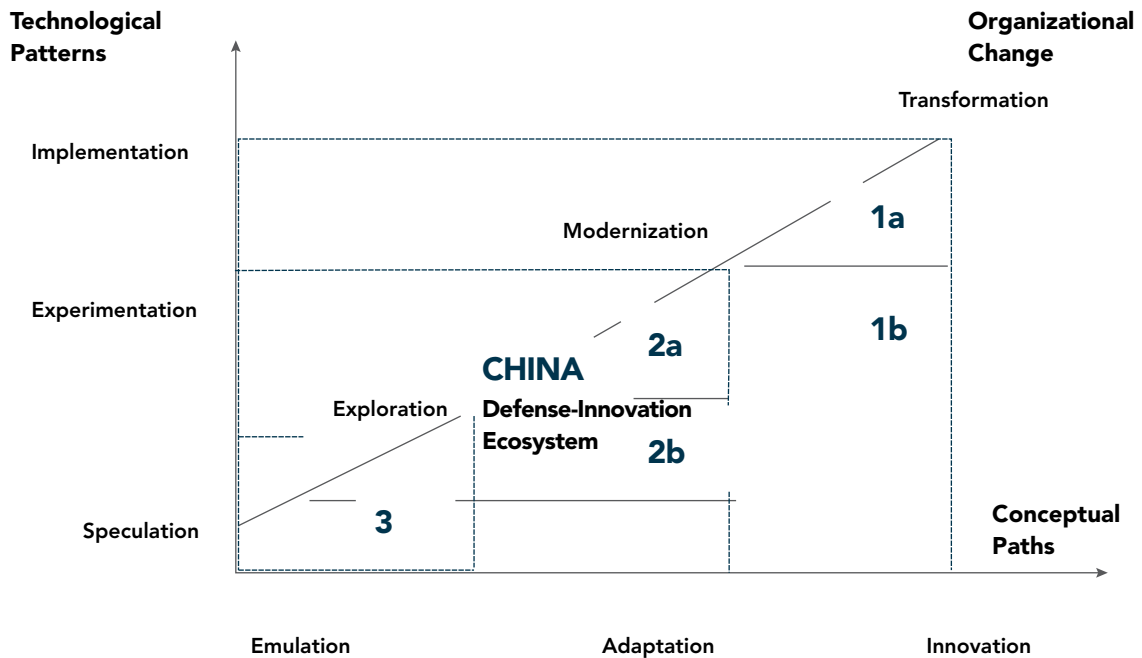 Technological
Patterns
Organizational
Change
Transformation
Implementation
1a
Modernization
Experimentation
1b
2a
CHINA
Exploration
Defense-Innovation
Ecosystem
2b
3
Speculation
Conceptual
Paths
Emulation
Adaptation
Innovation